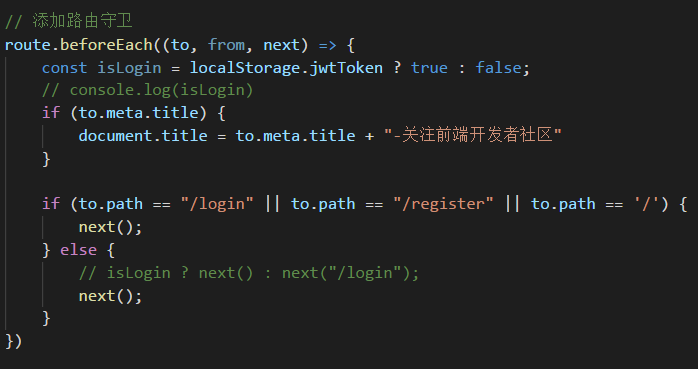 // 添加路由守卫
route.beforeEach((to, from, next) => {
    const isLogin = localStorage.jwtToken ? true : false;
    // console.log(isLogin)
    if (to.meta.title) {
        document.title = to.meta.title + "-关注前端开发者社区"
    }

    if (to.path == "/login" || to.path == "/register" || to.path == '/') {
        next();
    } else {
        // isLogin ? next() : next("/login");
        next();
    }
})